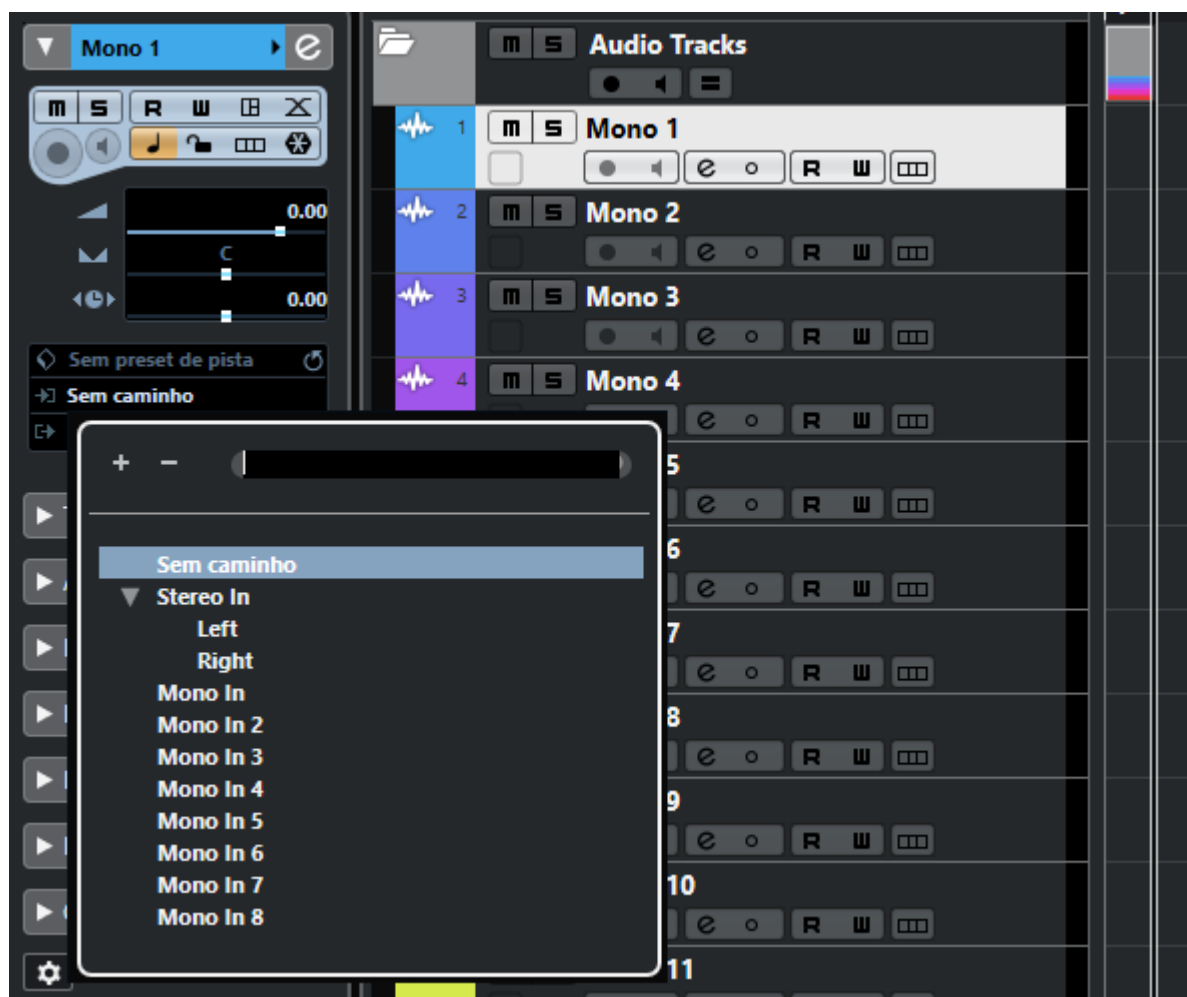 Mono 1
M S R W
0.00
C
0.00
Sem preset de pista
Sem caminho
+ −
Sem caminho
Stereo In
Left
Right
Mono In
Mono In 2
Mono In 3
Mono In 4
Mono In 5
Mono In 6
Mono In 7
Mono In 8
M S Audio Tracks
1 M S Mono 1
e R W
2 M S Mono 2
e R W
3 M S Mono 3
e R W
4 M S Mono 4
e R W
5
e R W
6
e R W
7
e R W
8
e R W
9
e R W
10
e R W
11